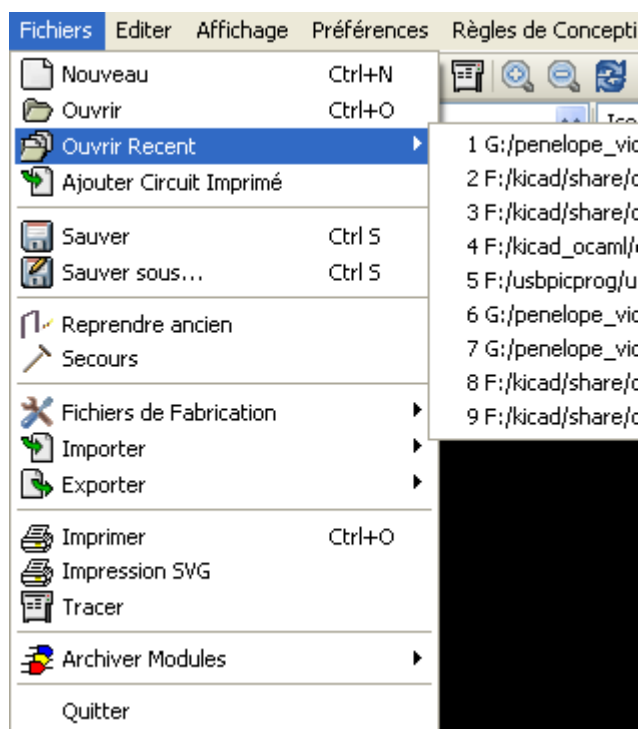 Fichiers Editer Affichage Préférences Règles de Concepti
Nouveau Ctrl+N
Ouvrir Ctrl+O
Ouvrir Recent
Ajouter Circuit Imprimé
Sauver Ctrl S
Sauver sous... Ctrl S
Reprendre ancien
Secours
Fichiers de Fabrication
Importer
Exporter
Imprimer Ctrl+O
Impression SVG
Tracer
Archiver Modules
Quitter
1 G:/penelope_vic
2 F:/kicad/share/
3 F:/kicad/share/
4 F:/kicad_ocaml/
5 F:/usbpicprog/u
6 G:/penelope_vic
7 G:/penelope_vic
8 F:/kicad/share/
9 F:/kicad/share/